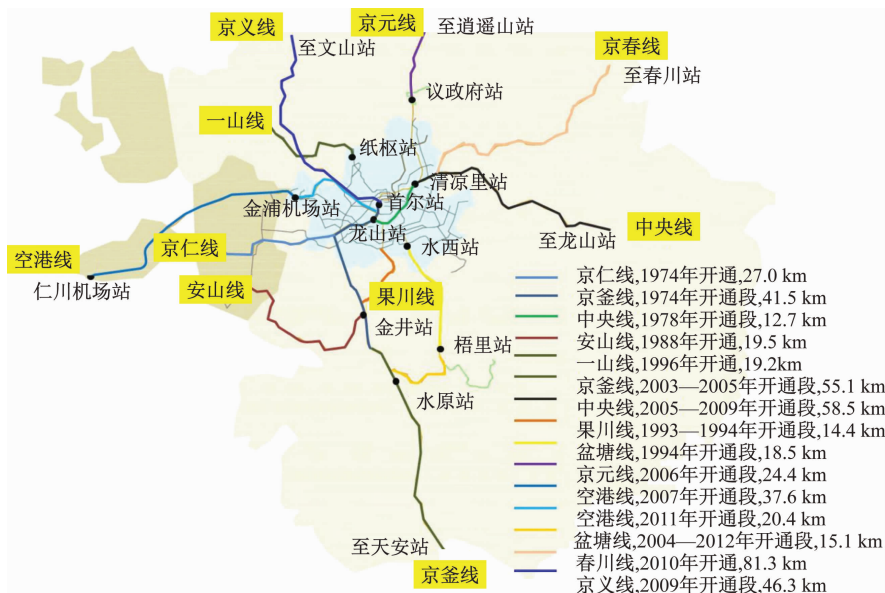 京义线
京元线
至逍遥山站
京春线
至文山站
至春川站
议政府站
一山线
纸枢站
清凉里站
金浦机场站
首尔站
中央线
龙山站
至龙山站
京仁线
水西站
空港线
仁川机场站
安山线
果川线
金井站
梧里站
水原站
至天安站
京釜线
京仁线,1974年开通,27.0 km
京釜线,1974年开通段,41.5 km
中央线,1978年开通段,12.7 km
安山线,1988年开通,19.5 km
一山线,1996年开通,19.2km
京釜线,2003—2005年开通段,55.1 km
中央线,2005—2009年开通段,58.5 km
果川线,1993—1994年开通段,14.4 km
盆塘线,1994年开通段,18.5 km
京元线,2006年开通段,24.4 km
空港线,2007年开通段,37.6 km
空港线,2011年开通段,20.4 km
盆塘线,2004—2012年开通段,15.1 km
春川线,2010年开通,81.3 km
京义线,2009年开通段,46.3 km